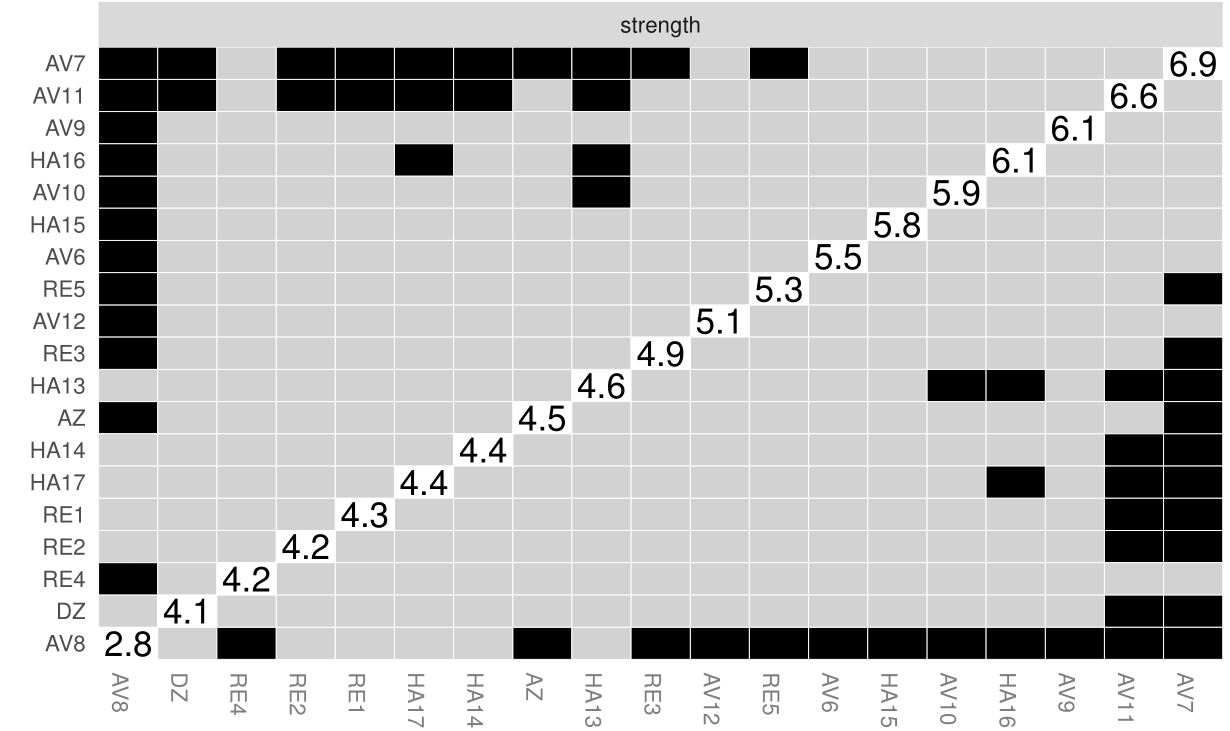 strength
AV7 6.9
AV11 6.6
AV9 6.1
HA16 6.1
AV10 5.9
HA15 5.8
AV6 5.5
RE5 5.3
AV12 5.1
RE3 4.9
HA13 4.6
AZ 4.5
HA14 4.4
HA17 4.4
RE1 4.3
RE2 4.2
RE4 4.2
DZ 4.1
AV8 2.8
AV8 DZ RE4 RE2 RE1 HA17 HA14 AZ HA13 RE3 AV12 RE5 AV6 HA15 AV10 HA16 AV9 AV11 AV7